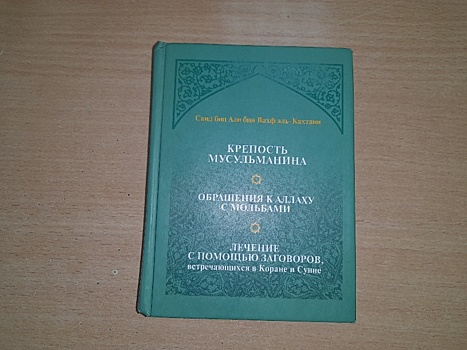 Саид бин Али бин Вахф аль-Кахтани
КРЕПОСТЬ
МУСУЛЬМАНИНА
ОБРАЩЕНИЯ К АЛЛАХУ
С МОЛЬБАМИ
ЛЕЧЕНИЕ
С ПОМОЩЬЮ ЗАГОВОРОВ,
встречающихся в Коране и Сунне